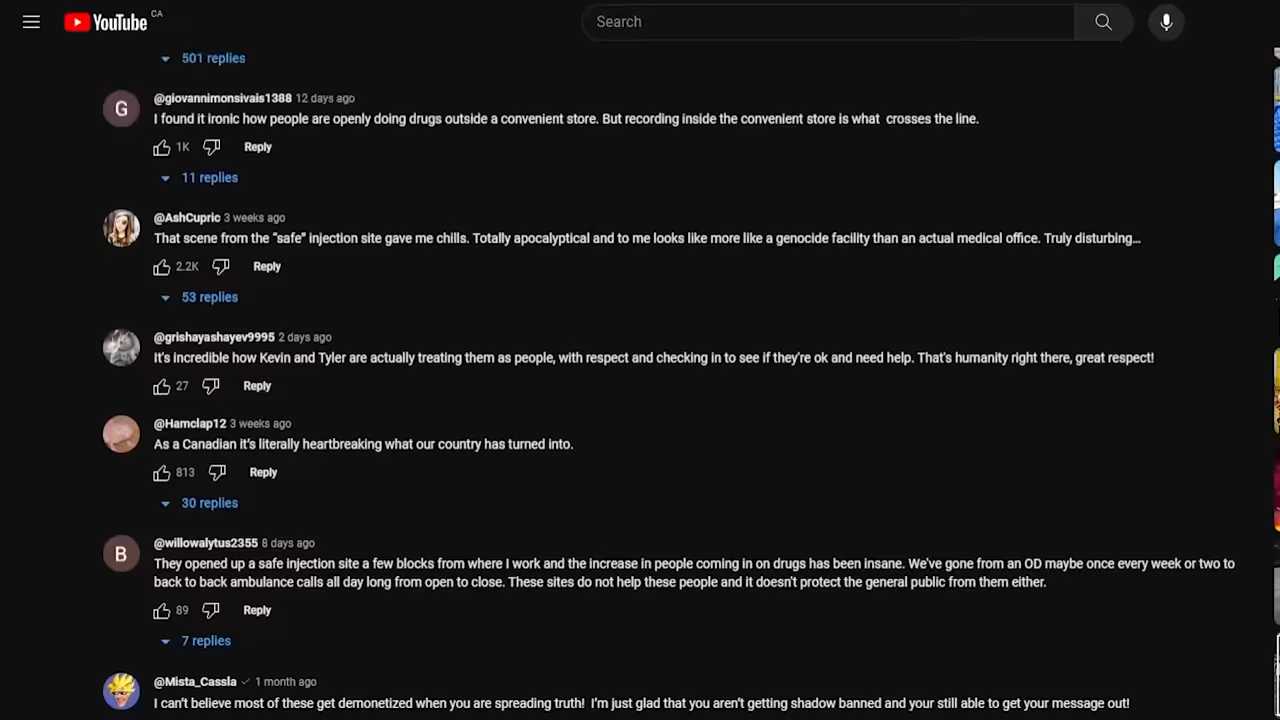 YouTube CA
Search
501 replies
G
@giovannimonsivais1388 12 days ago
I found it ironic how people are openly doing drugs outside a convenient store. But recording inside the convenient store is what crosses the line.
1K Reply
11 replies
@AshCupric 3 weeks ago
That scene from the “safe” injection site gave me chills. Totally apocalyptical and to me looks like more like a genocide facility than an actual medical office. Truly disturbing…
2.2K Reply
53 replies
@grishayashayev9995 2 days ago
It's incredible how Kevin and Tyler are actually treating them as people, with respect and checking in to see if they're ok and need help. That's humanity right there, great respect!
27 Reply
@Hamclap12 3 weeks ago
As a Canadian it’s literally heartbreaking what our country has turned into.
813 Reply
30 replies
B
@willowalytus2355 8 days ago
They opened up a safe injection site a few blocks from where I work and the increase in people coming in on drugs has been insane. We've gone from an OD maybe once every week or two to
back to back ambulance calls all day long from open to close. These sites do not help these people and it doesn't protect the general public from them either.
89 Reply
7 replies
@Mista_Cassla 1 month ago
I can’t believe most of these get demonetized when you are spreading truth! I’m just glad that you aren’t getting shadow banned and your still able to get your message out!